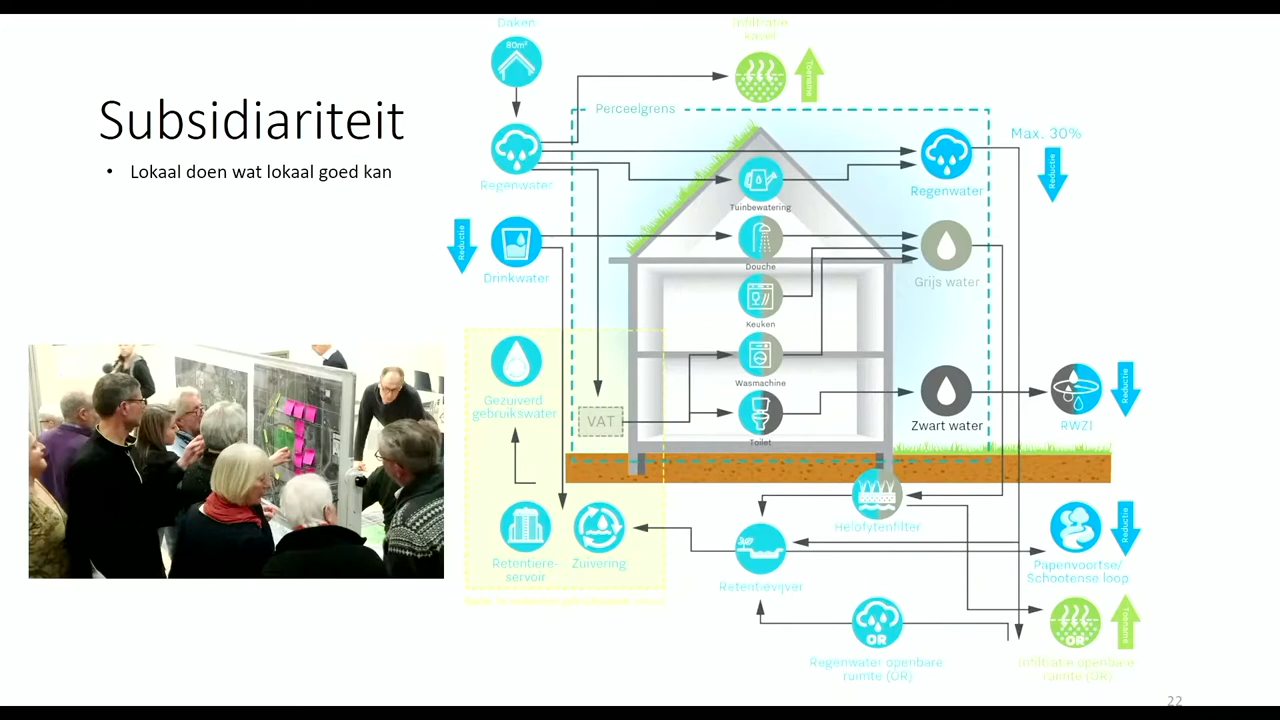 Subsidiariteit
• Lokaal doen wat lokaal goed kan
Daken
80m²
Infiltratie
kavel
Toename
Perceelgrens
Max. 30%
Reductie
Regenwater
Tuinbewatering
Regenwater
Reductie
Drinkwater
Douche
Grijs water
Keuken
Gezuiverd
gebruikswater
Wasmachine
VAT
Toilet
Zwart water
RWZI
Reductie
Helofytenfilter
Retentiere-
servoir
Zuivering
Retentievijver
Papenvoortse/
Schootense loop
Reductie
OR
Regenwater openbare
ruimte (OR)
OR
Infiltratie openbare
ruimte (OR)
Toename
22